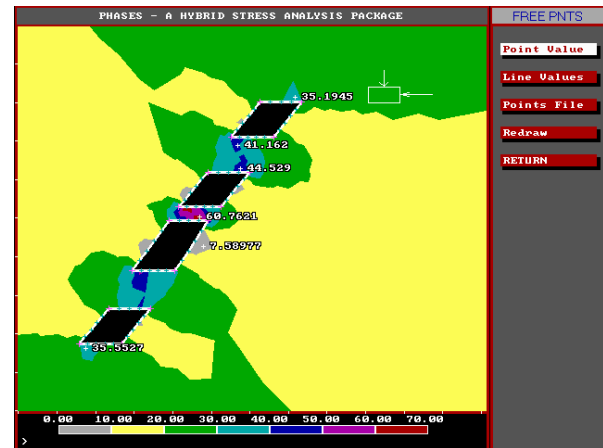 PHASES - A HYBRID STRESS ANALYSIS PACKAGE
FREE PNTS
Point Value
Line Values
Points File
Redraw
RETURN
35.1945
41.162
44.529
60.7621
7.58977
35.5527
0.00 10.00 20.00 30.00 40.00 50.00 60.00 70.00
>